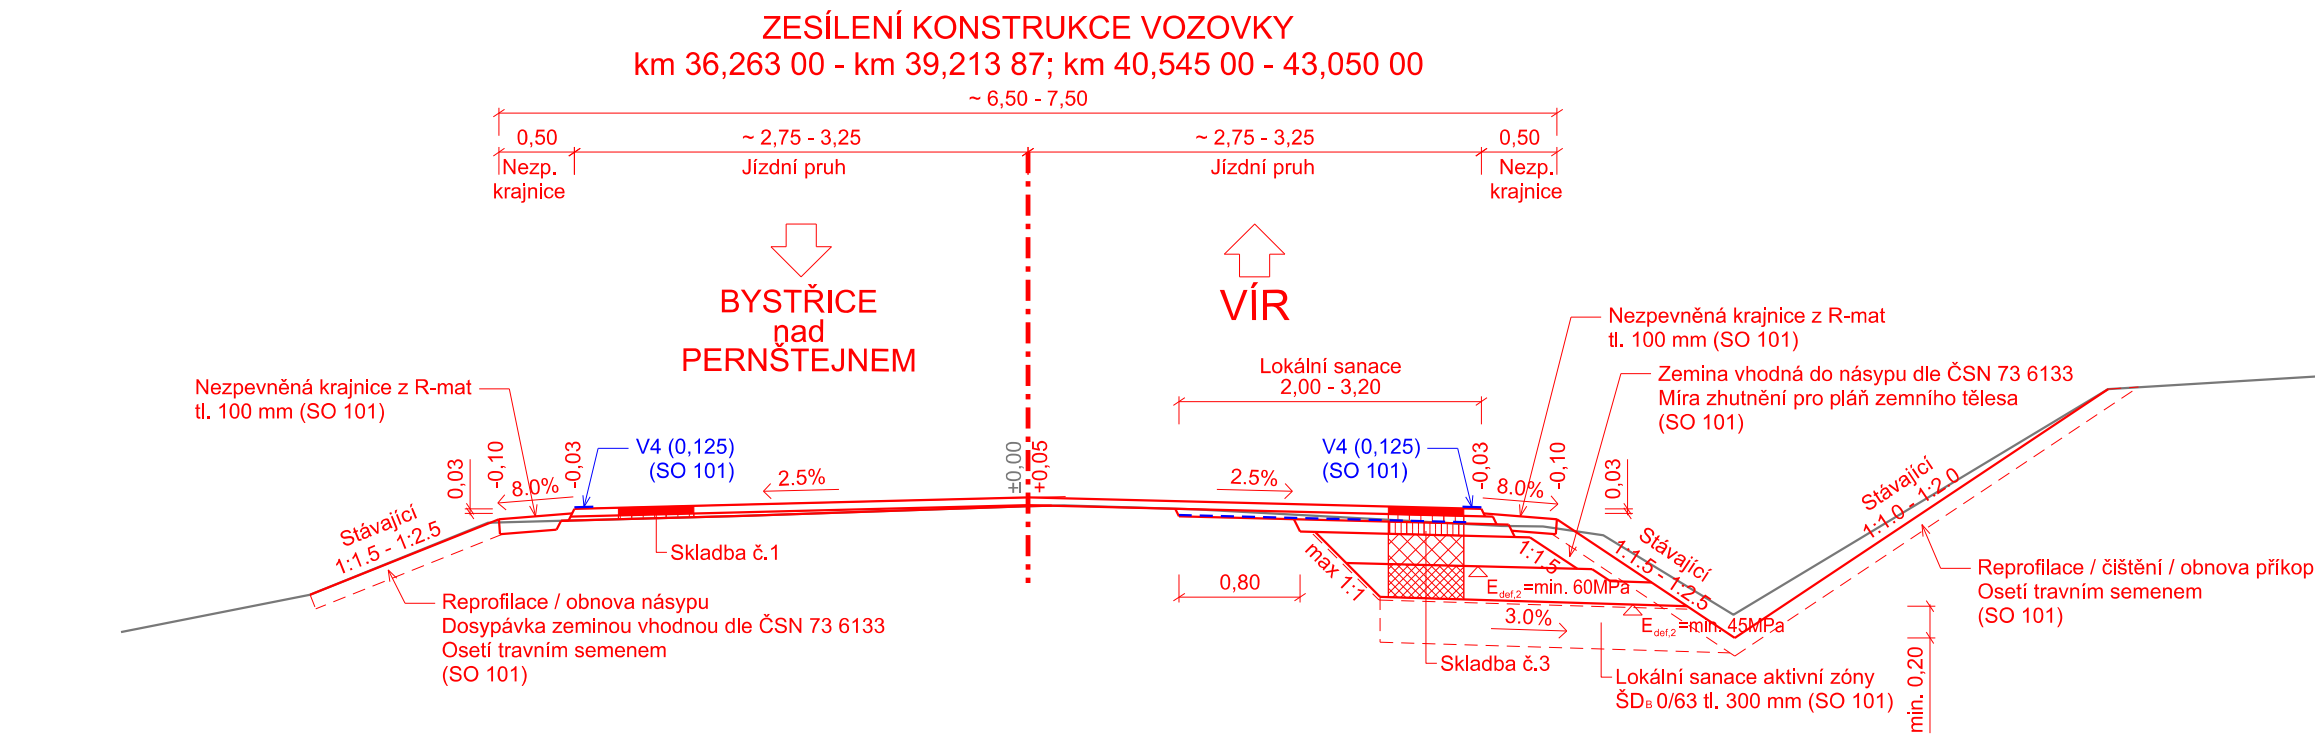 ZESÍLENÍ KONSTRUKCE VOZOVKY
km 36,263 00 - km 39,213 87; km 40,545 00 - 43,050 00
~ 6,50 - 7,50
0,50
~ 2,75 - 3,25
~ 2,75 - 3,25
0,50
Nezp.
krajnice
Jízdní pruh
Jízdní pruh
Nezp.
krajnice
BYSTŘICE
nad
PERNŠTEJNEM
VÍR
Nezpevněná krajnice z R-mat
tl. 100 mm (SO 101)
Lokální sanace
2,00 - 3,20
Nezpevněná krajnice z R-mat
tl. 100 mm (SO 101)
Zemina vhodná do násypu dle ČSN 73 6133
Míra zhutnění pro pláň zemního tělesa
(SO 101)
0,03
-0,10
8.0%
-0,03
V4 (0,125)
(SO 101)
2.5%
±0,00
+0,05
2.5%
V4 (0,125)
(SO 101)
-0,03
8.0%
-0,10
0,03
Stávající
1:1.5 - 1:2.5
Skladba č.1
max 1:1
1:1.5
Stávající
1:1.5 - 1:2.5
Stávající
1:1.0 - 1:2.0
0,80
Edef,2=min. 60MPa
3.0%
Edef,2=min. 45MPa
Reprofilace / obnova násypu
Dosypávka zeminou vhodnou dle ČSN 73 6133
Osetí travním semenem
(SO 101)
Skladba č.3
Lokální sanace aktivní zóny
ŠDB 0/63 tl. 300 mm (SO 101)
min. 0,20
Reprofilace / čištění / obnova příkop
Osetí travním semenem
(SO 101)